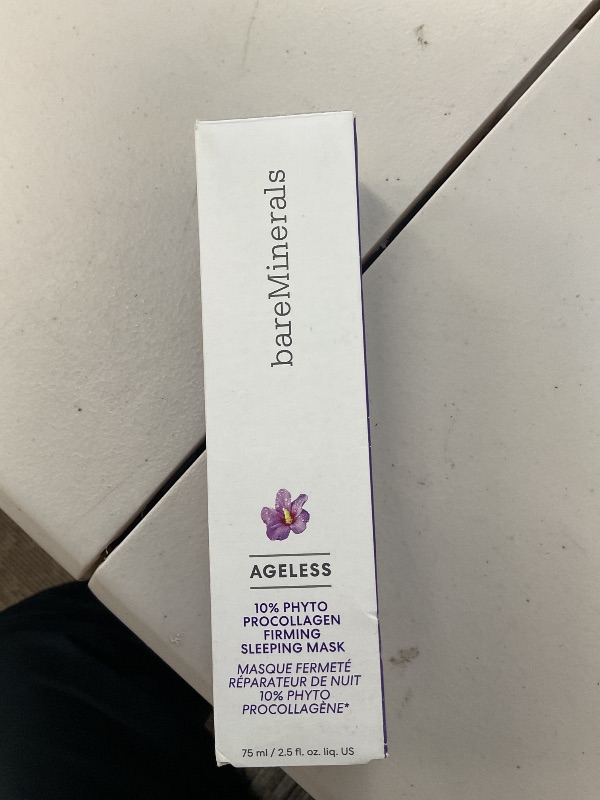 bareMinerals
AGELESS
10% PHYTO
PROCOLLAGEN
FIRMING
SLEEPING MASK
MASQUE FERMETÉ
RÉPARATEUR DE NUIT
10% PHYTO
PROCOLLAGÈNE*
75 ml / 2.5 fl. oz. liq. US